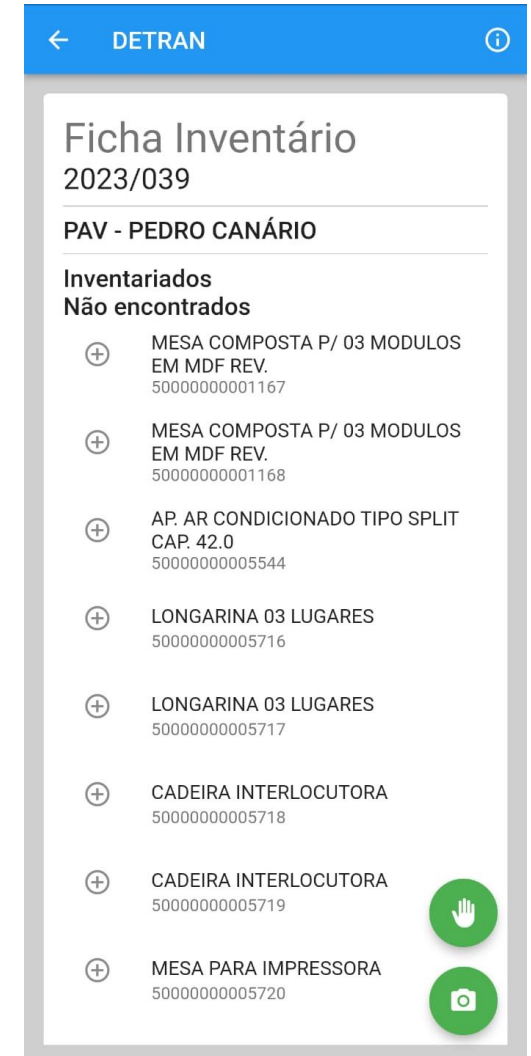 DETRAN
Ficha Inventário
2023/039
PAV - PEDRO CANÁRIO
Inventariados
Não encontrados
MESA COMPOSTA P/ 03 MODULOS
EM MDF REV.
50000000001167
MESA COMPOSTA P/ 03 MODULOS
EM MDF REV.
50000000001168
AP. AR CONDICIONADO TIPO SPLIT
CAP. 42.0
50000000005544
LONGARINA 03 LUGARES
50000000005716
LONGARINA 03 LUGARES
50000000005717
CADEIRA INTERLOCUTORA
50000000005718
CADEIRA INTERLOCUTORA
50000000005719
MESA PARA IMPRESSORA
50000000005720